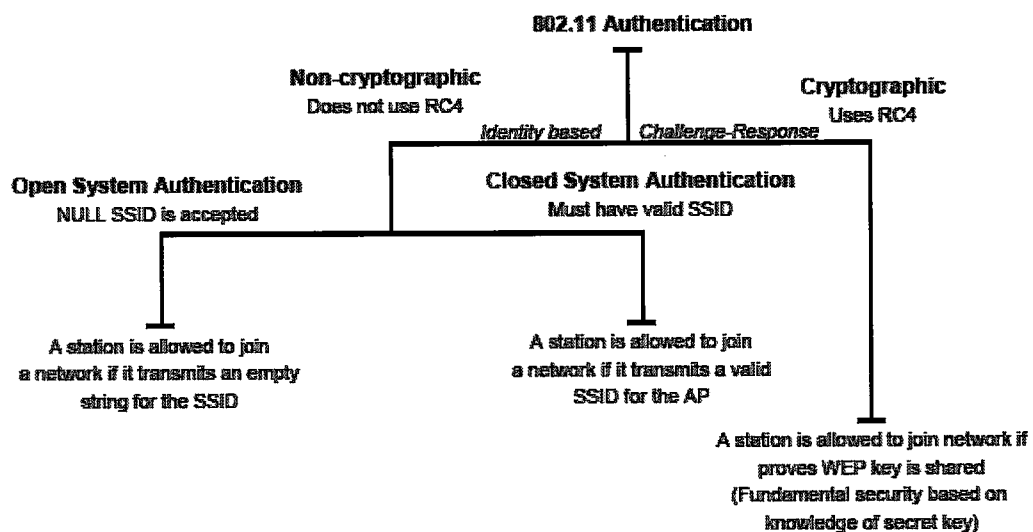 802.11 Authentication
Non-cryptographic
Does not use RC4
Cryptographic
Uses RC4
Identity based
Challenge-Response
Open System Authentication
NULL SSID is accepted
Closed System Authentication
Must have valid SSID
A station is allowed to join
a network if it transmits an empty
string for the SSID
A station is allowed to join
a network if it transmits a valid
SSID for the AP
A station is allowed to join network if
proves WEP key is shared
(Fundamental security based on
knowledge of secret key)